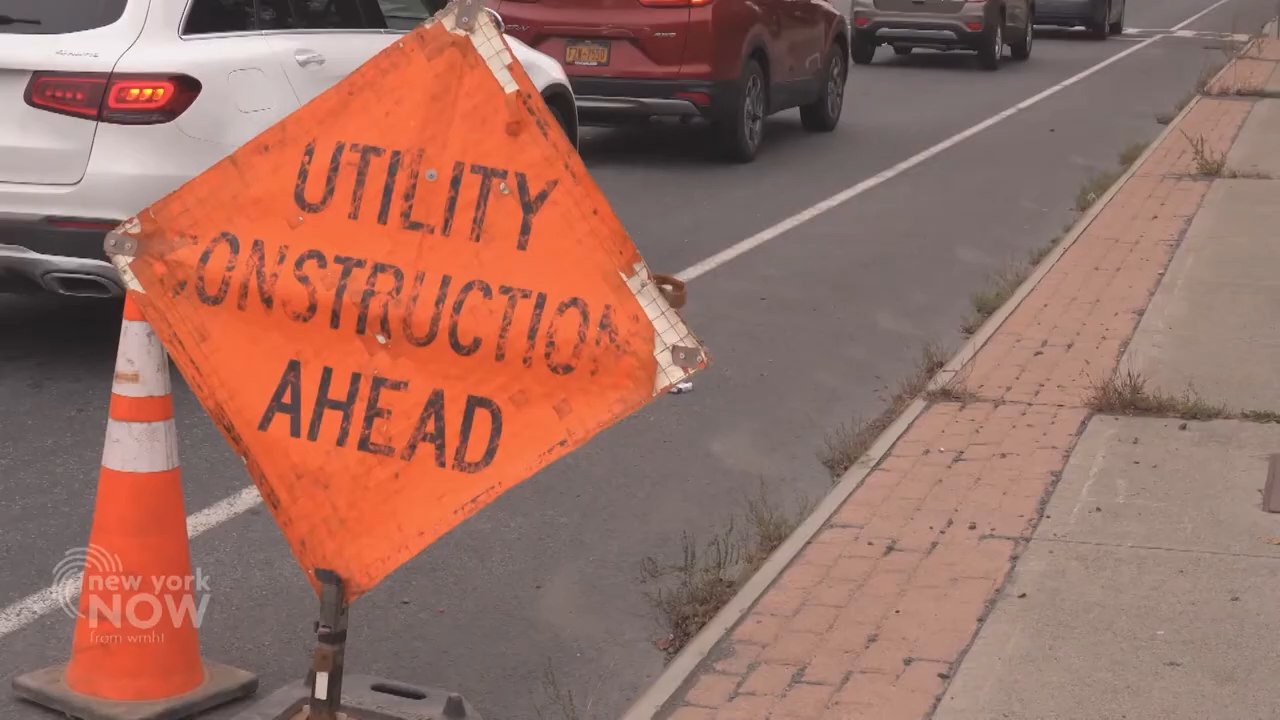 UTILITY
CONSTRUCTION
AHEAD
new york
NOW
from wmht